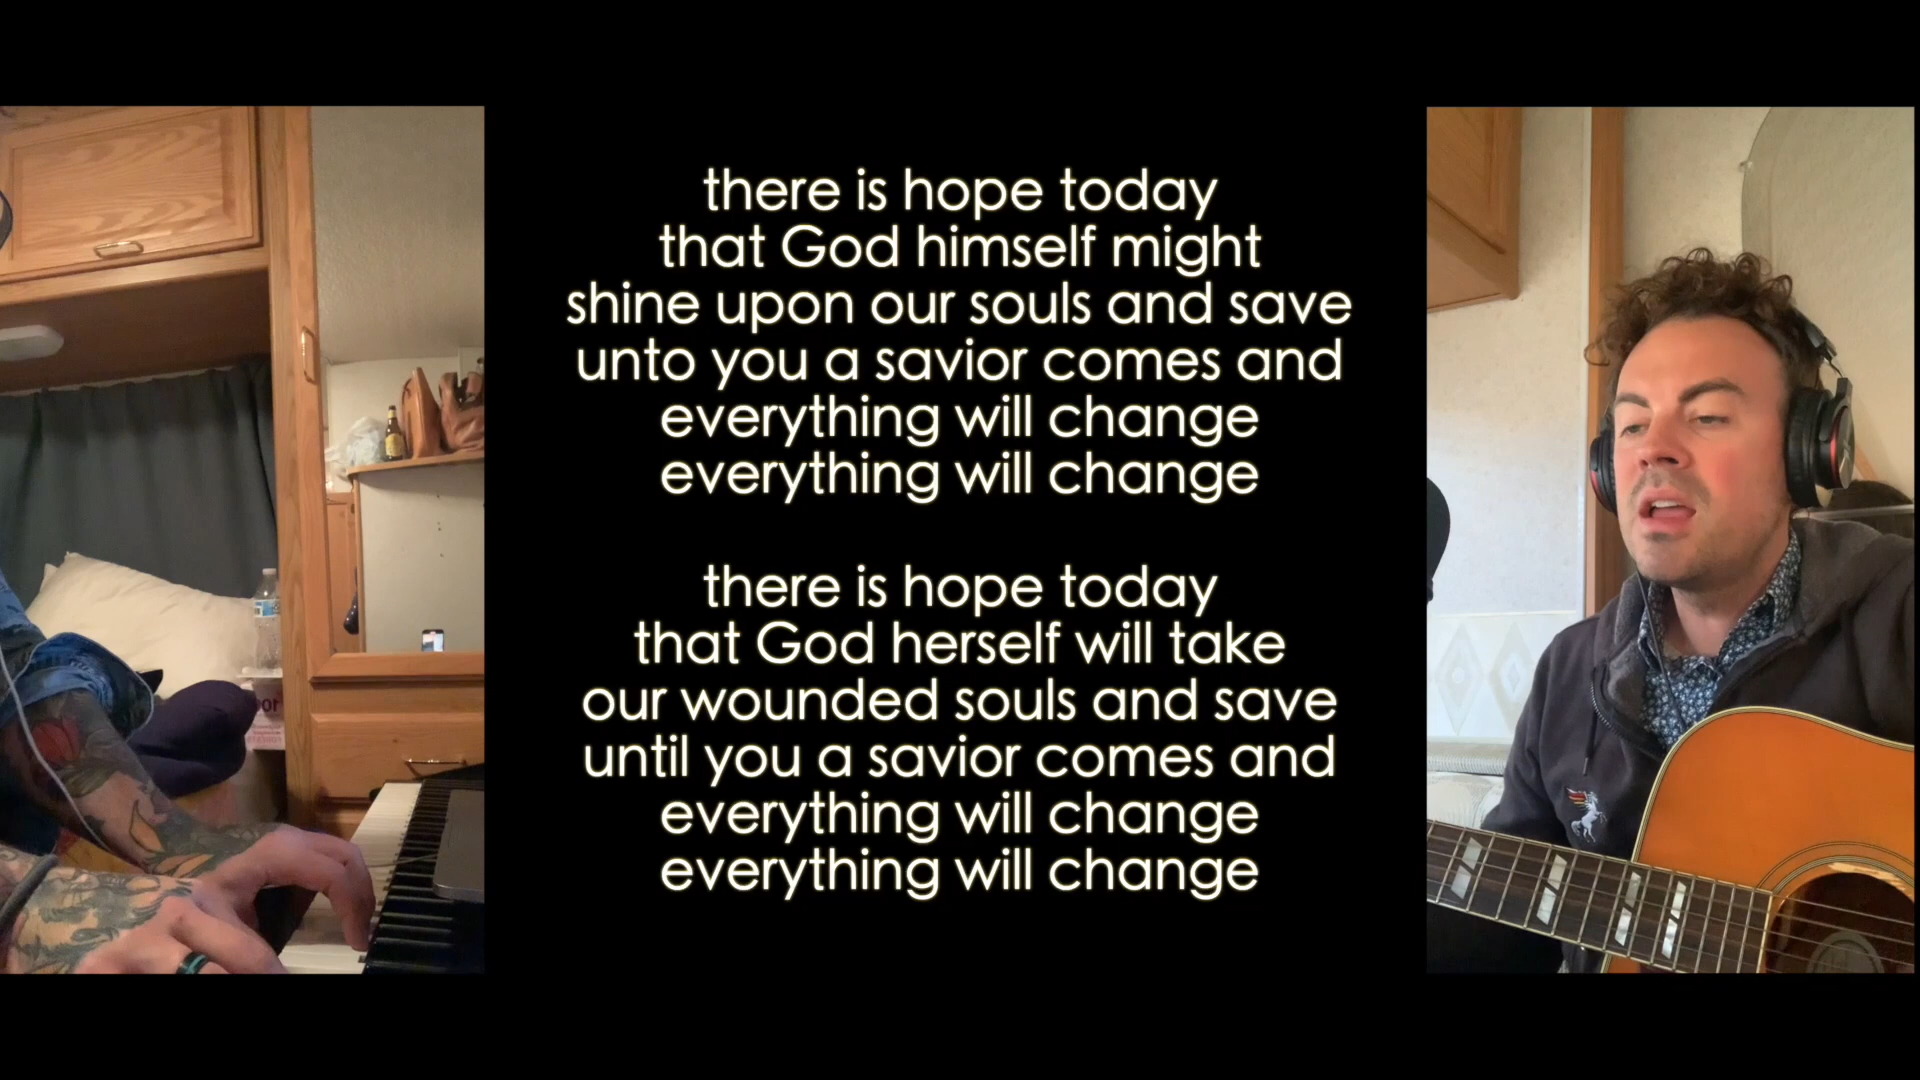 there is hope today
that God himself might
shine upon our souls and save
unto you a savior comes and
everything will change
everything will change
there is hope today
that God herself will take
our wounded souls and save
until you a savior comes and
everything will change
everything will change